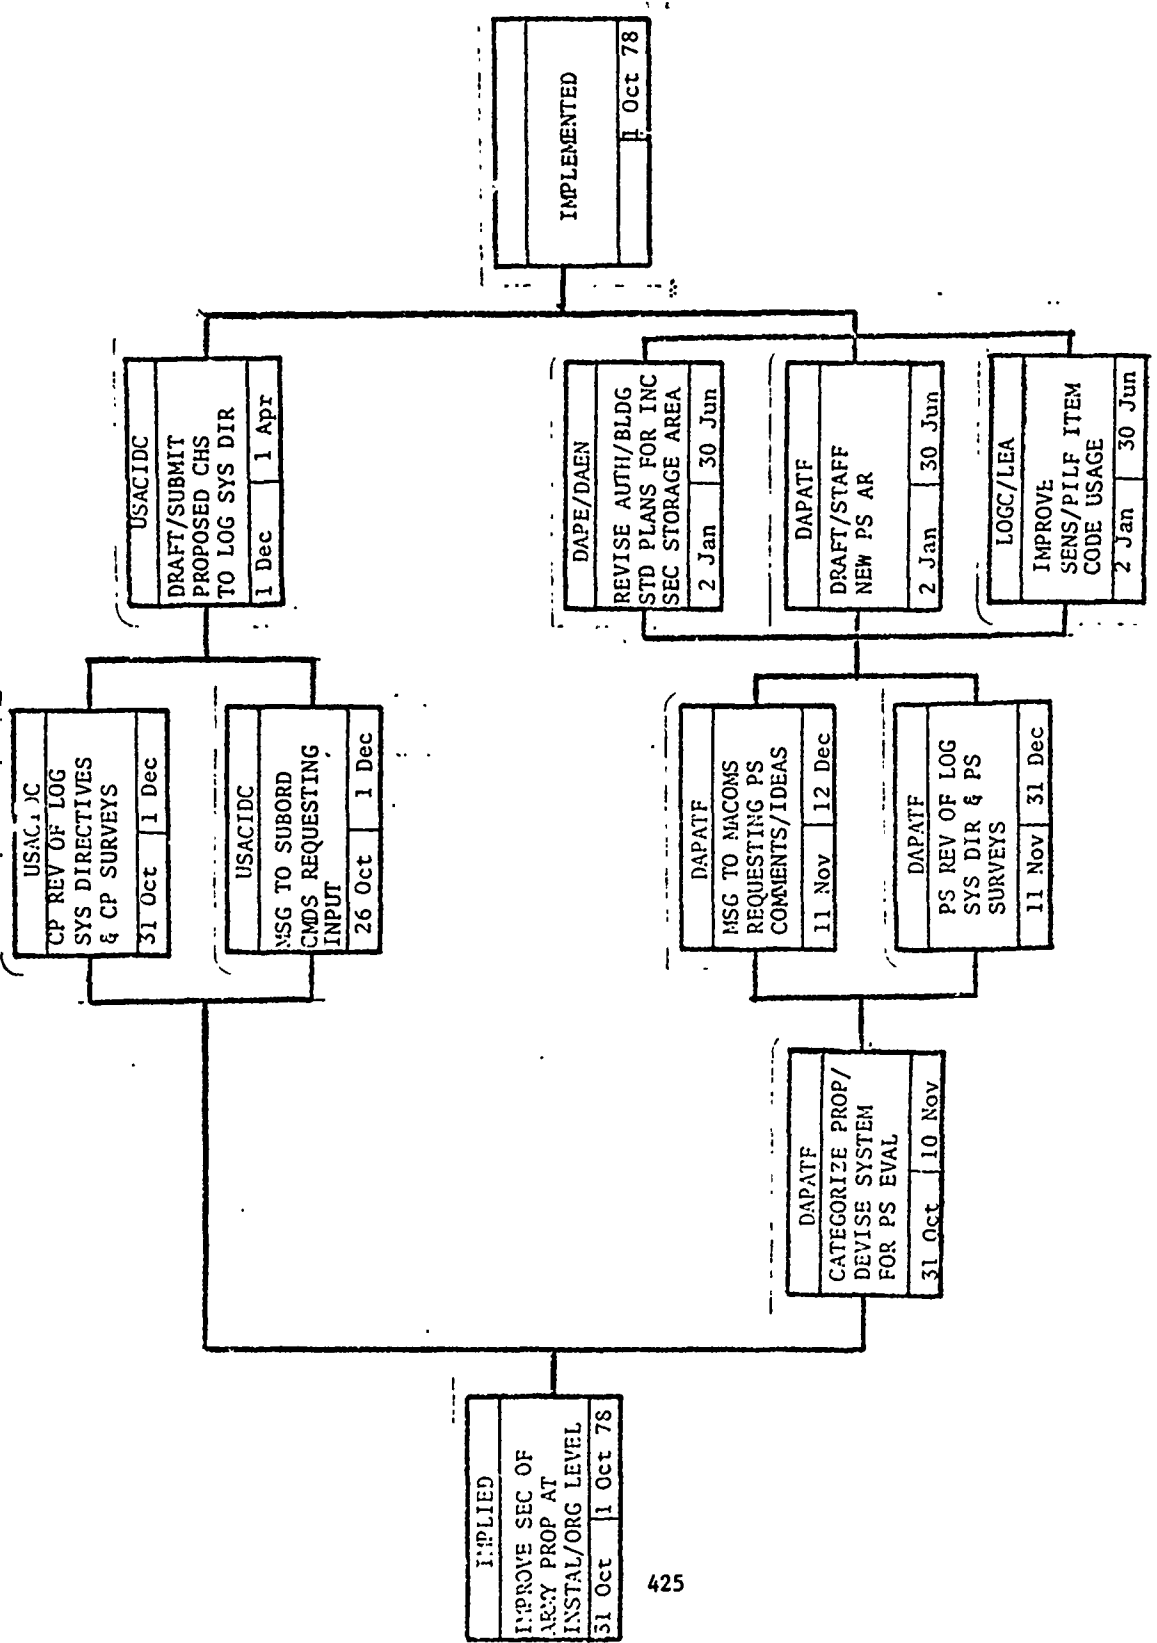 IMPLIED
IMPROVE SEC OF
ARMY PROP AT
INSTAL/ORG LEVEL
31 Oct 1 Oct 78
USACIDC
CP REV OF LOG
SYS DIRECTIVES
& CP SURVEYS
31 Oct 1 Dec
USACIDC
MSG TO SUBORD
CMDS REQUESTING
INPUT
26 Oct 1 Dec
USACIDC
DRAFT/SUBMIT
PROPOSED CHS
TO LOG SYS DIR
1 Dec 1 Apr
DAPATF
CATEGORIZE PROP/
DEVISE SYSTEM
FOR PS EVAL
31 Oct 10 Nov
DAPATF
MSG TO MACOMS
REQUESTING PS
COMMENTS/IDEAS
11 Nov 12 Dec
DAPATF
PS REV OF LOG
SYS DIR & PS
SURVEYS
11 Nov 31 Dec
DAPE/DAEN
REVISE AUTH/BLDG
STD PLANS FOR INC
SEC STORAGE AREA
2 Jan 30 Jun
DAPATF
DRAFT/STAFF
NEW PS AR
2 Jan 30 Jun
LOGC/LEA
IMPROVE
SENS/PILF ITEM
CODE USAGE
2 Jan 30 Jun
IMPLEMENTED
1 Oct 78
425